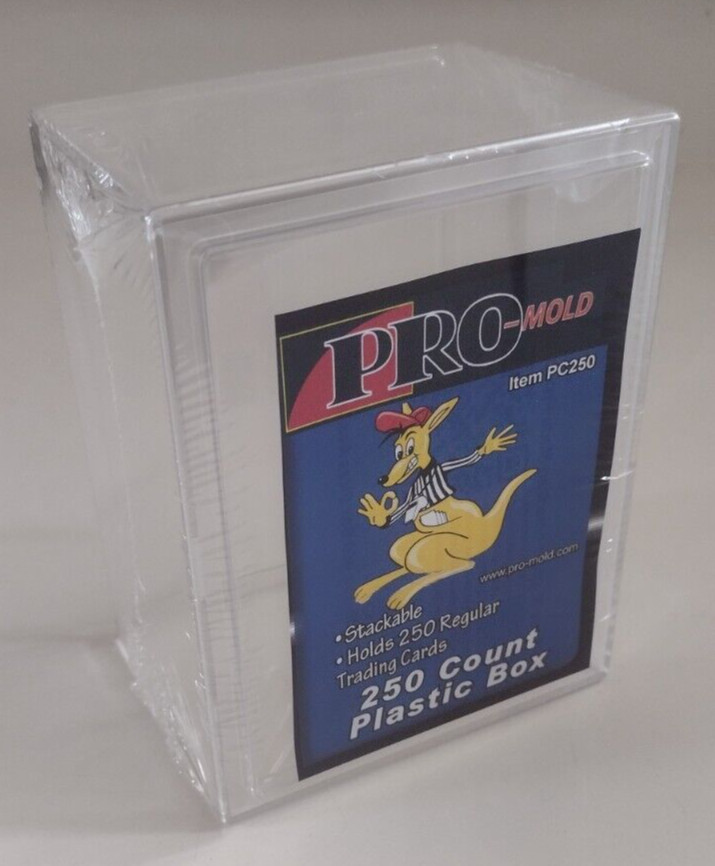 PRO-MOLD
Item PC250
www.pro-mold.com
• Stackable
• Holds 250 Regular
Trading Cards
250 Count
Plastic Box